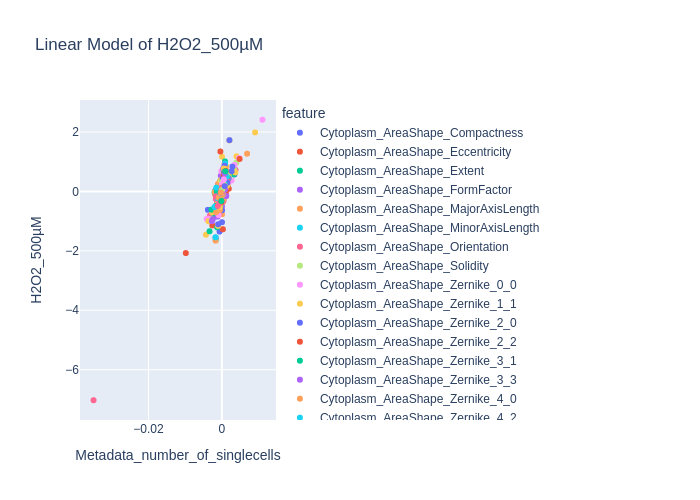 Linear Model of H2O2_500µM
feature
Cytoplasm_AreaShape_Compactness
Cytoplasm_AreaShape_Eccentricity
Cytoplasm_AreaShape_Extent
Cytoplasm_AreaShape_FormFactor
Cytoplasm_AreaShape_MajorAxisLength
Cytoplasm_AreaShape_MinorAxisLength
Cytoplasm_AreaShape_Orientation
Cytoplasm_AreaShape_Solidity
Cytoplasm_AreaShape_Zernike_0_0
Cytoplasm_AreaShape_Zernike_1_1
Cytoplasm_AreaShape_Zernike_2_0
Cytoplasm_AreaShape_Zernike_2_2
Cytoplasm_AreaShape_Zernike_3_1
Cytoplasm_AreaShape_Zernike_3_3
Cytoplasm_AreaShape_Zernike_4_0
Cytoplasm_AreaShape_Zernike_4_2
2
0
−2
−4
−6
H2O2_500µM
−0.02
0
Metadata_number_of_singlecells